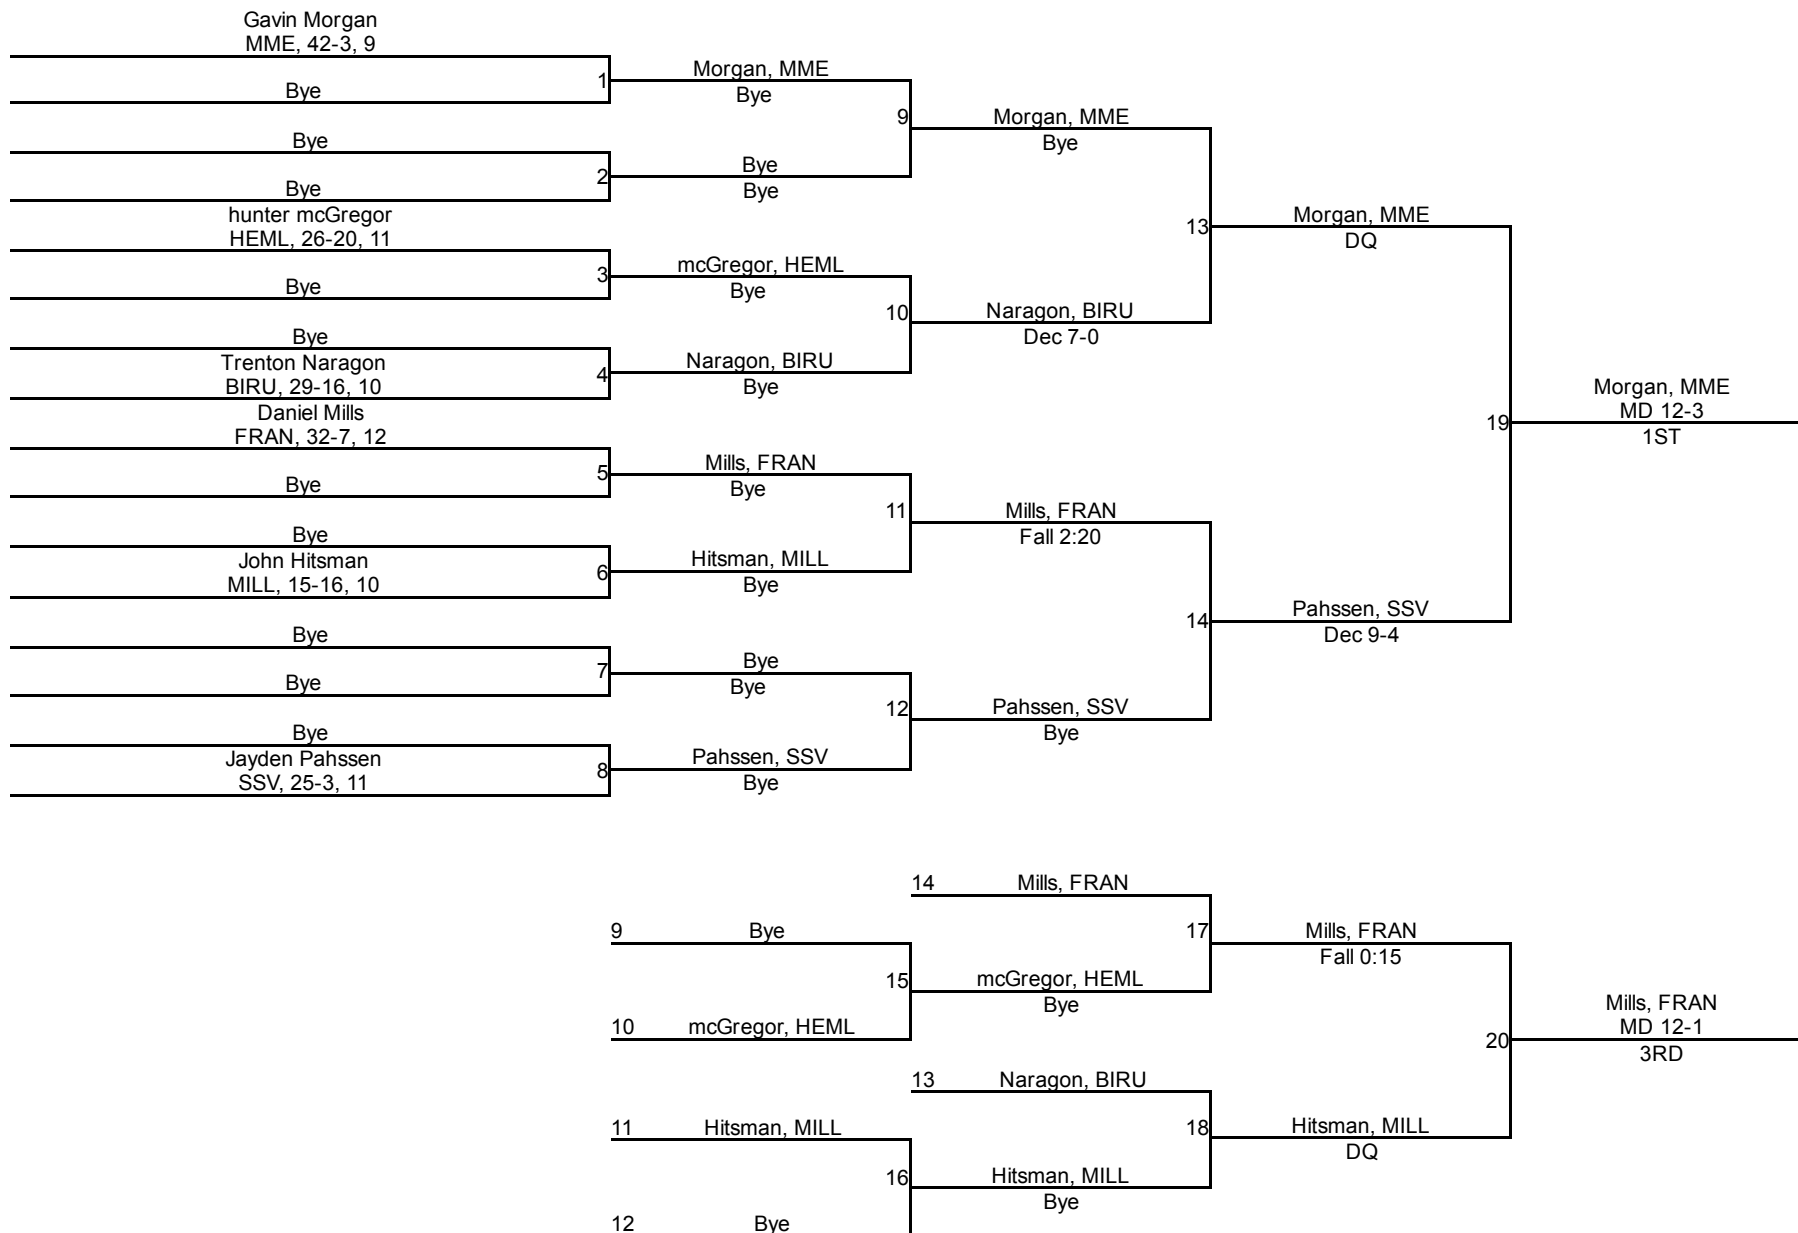 Gavin Morgan
MME, 42-3, 9
Bye
1
Morgan, MME
Bye
9
Bye
Bye
2
Bye
Bye
Morgan, MME
Bye
hunter mcGregor
HEML, 26-20, 11
Bye
3
mcGregor, HEML
Bye
10
Bye
Trenton Naragon
BIRU, 29-16, 10
4
Naragon, BIRU
Bye
Naragon, BIRU
Dec 7-0
13
Morgan, MME
DQ
Daniel Mills
FRAN, 32-7, 12
Bye
5
Mills, FRAN
Bye
11
Bye
John Hitsman
MILL, 15-16, 10
6
Hitsman, MILL
Bye
Mills, FRAN
Fall 2:20
Bye
Bye
7
Bye
Bye
12
Bye
Jayden Pahssen
SSV, 25-3, 11
8
Pahssen, SSV
Bye
Pahssen, SSV
Bye
14
Pahssen, SSV
Dec 9-4
19
Morgan, MME
MD 12-3
1ST
14
Mills, FRAN
9
Bye
10
mcGregor, HEML
15
mcGregor, HEML
Bye
17
Mills, FRAN
Fall 0:15
13
Naragon, BIRU
11
Hitsman, MILL
12
Bye
16
Hitsman, MILL
Bye
18
Hitsman, MILL
DQ
20
Mills, FRAN
MD 12-1
3RD